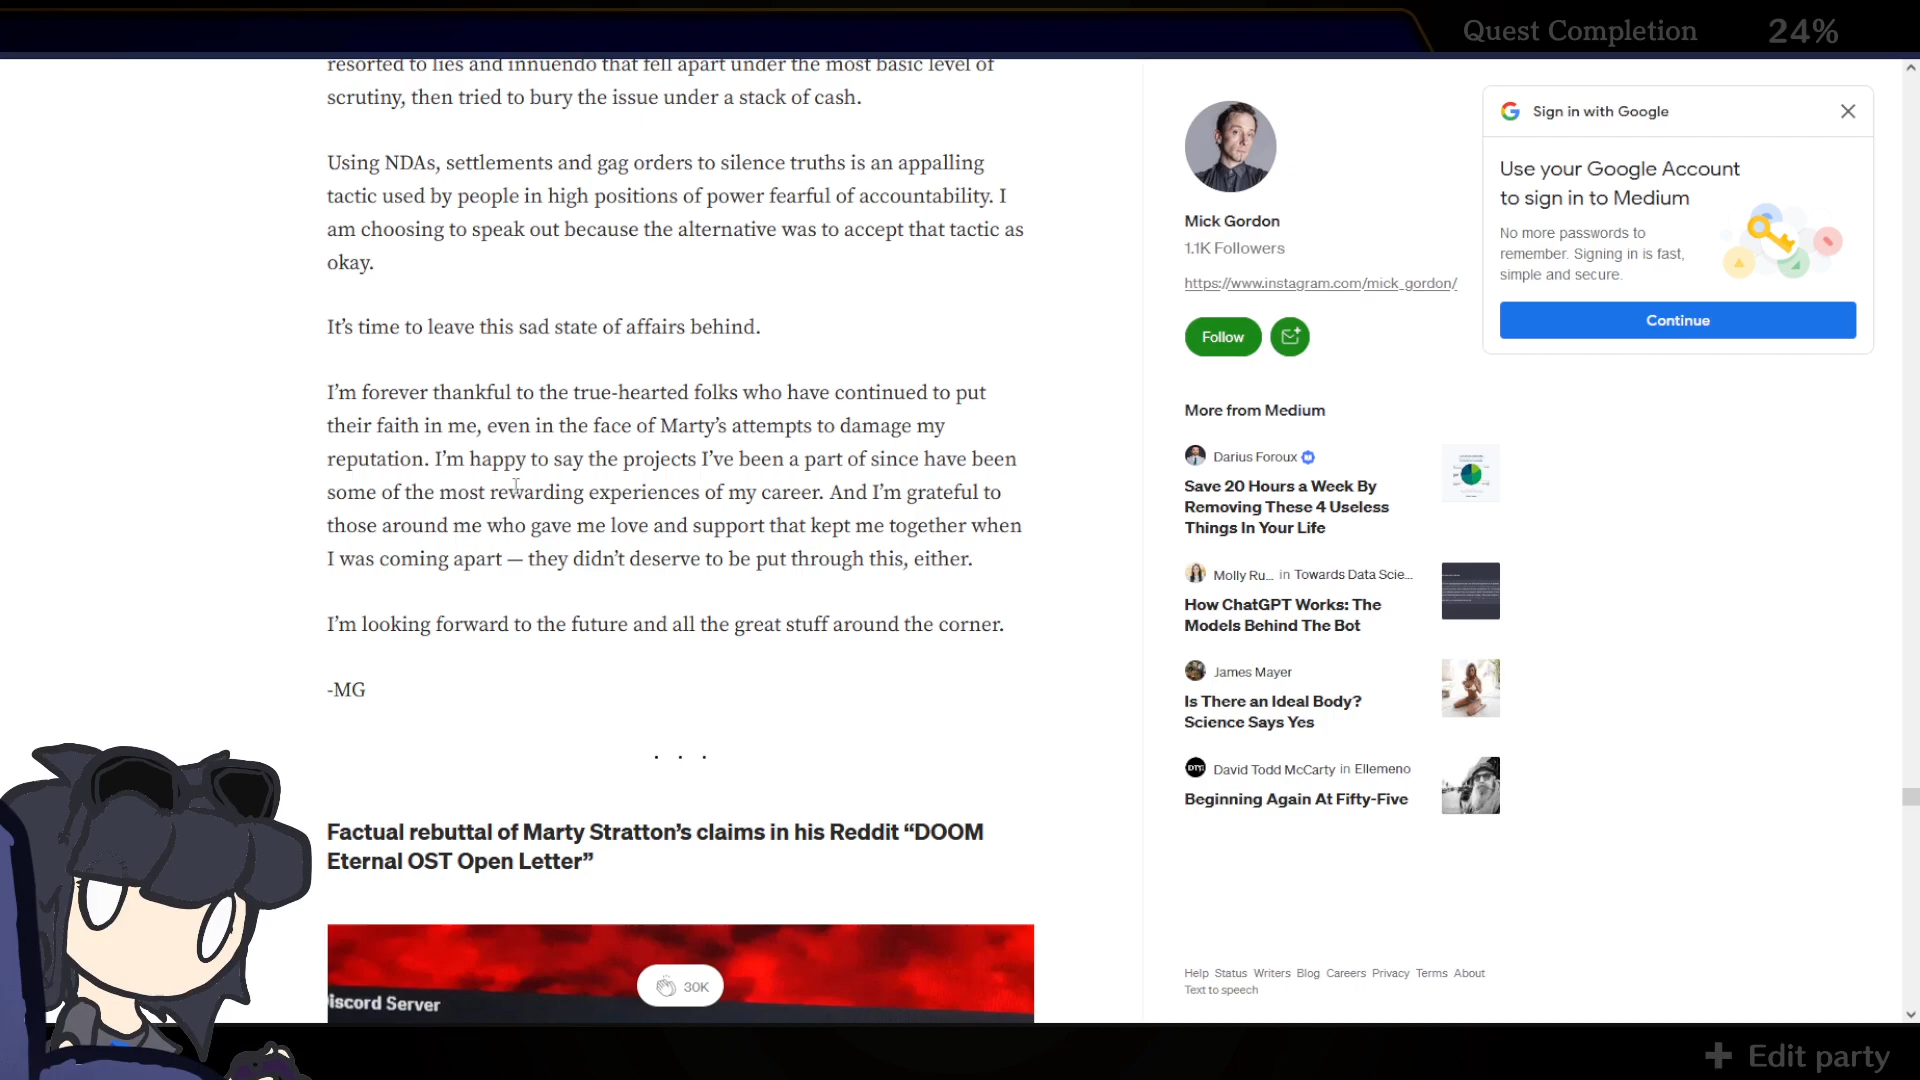 Quest Completion 24%
resorted to lies and innuendo that fell apart under the most basic level of
scrutiny, then tried to bury the issue under a stack of cash.
Using NDAs, settlements and gag orders to silence truths is an appalling
tactic used by people in high positions of power fearful of accountability. I
am choosing to speak out because the alternative was to accept that tactic as
okay.
It’s time to leave this sad state of affairs behind.
I’m forever thankful to the true-hearted folks who have continued to put
their faith in me, even in the face of Marty’s attempts to damage my
reputation. I’m happy to say the projects I’ve been a part of since have been
some of the most rewarding experiences of my career. And I’m grateful to
those around me who gave me love and support that kept me together when
I was coming apart — they didn’t deserve to be put through this, either.
I’m looking forward to the future and all the great stuff around the corner.
-MG
. . .
Factual rebuttal of Marty Stratton’s claims in his Reddit “DOOM
Eternal OST Open Letter”
30K
iscord Server
Mick Gordon
1.1K Followers
https://www.instagram.com/mick_gordon/
Follow
More from Medium
Darius Foroux
Save 20 Hours a Week By
Removing These 4 Useless
Things In Your Life
Molly Ru... in Towards Data Scie...
How ChatGPT Works: The
Models Behind The Bot
James Mayer
Is There an Ideal Body?
Science Says Yes
DTM
David Todd McCarty in Ellemeno
Beginning Again At Fifty-Five
Help Status Writers Blog Careers Privacy Terms About
Text to speech
Sign in with Google
Use your Google Account
to sign in to Medium
No more passwords to
remember. Signing in is fast,
simple and secure.
Continue
Edit party